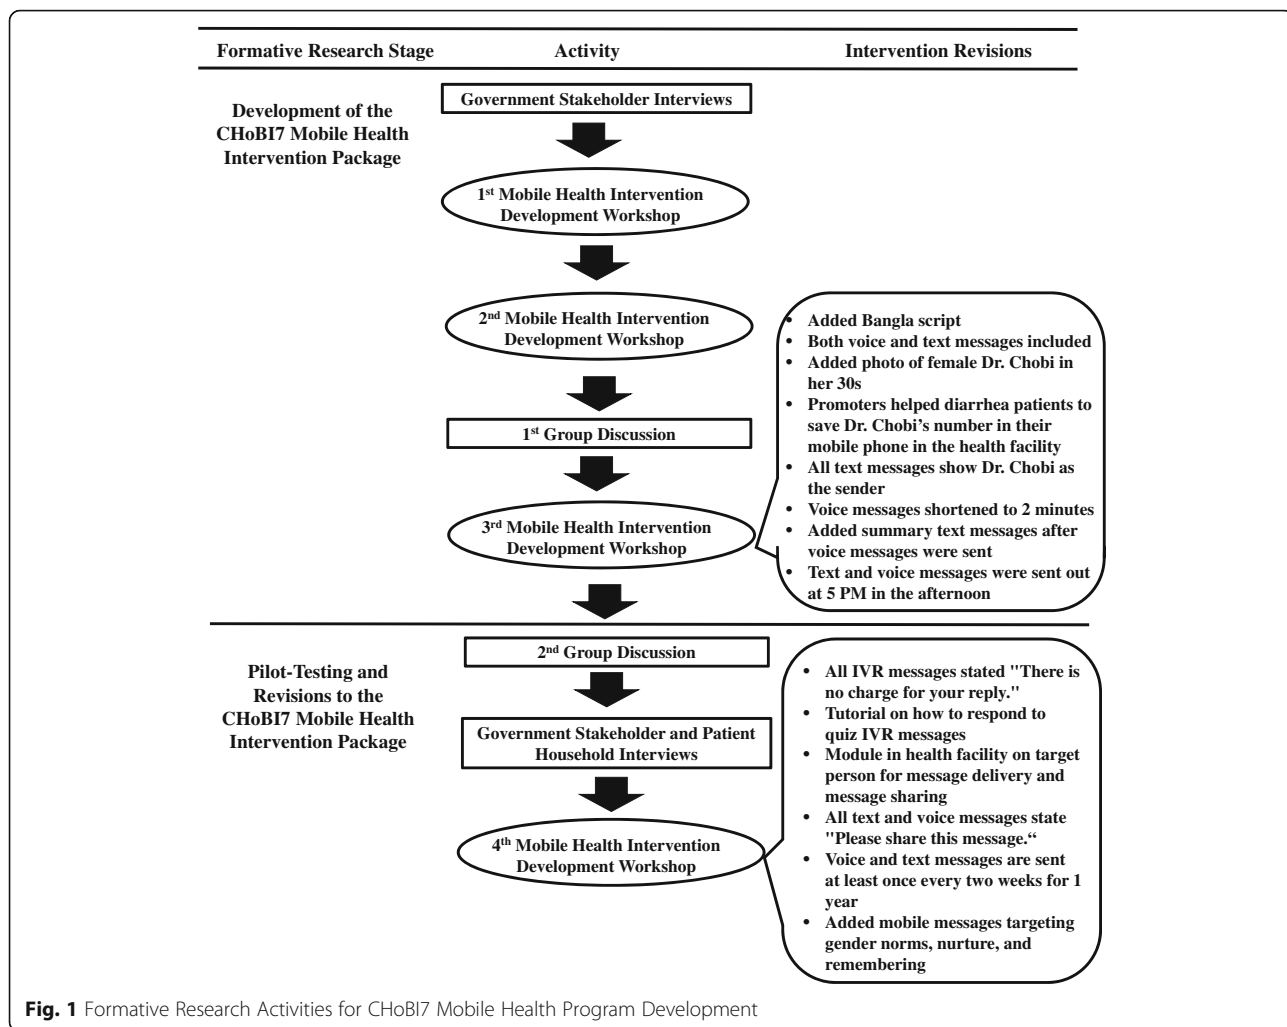 Formative Research Stage Activity Intervention Revisions
Development of the
CHoBI7 Mobile Health
Intervention Package
Government Stakeholder Interviews
1st Mobile Health Intervention
Development Workshop
2nd Mobile Health Intervention
Development Workshop
1st Group Discussion
3rd Mobile Health Intervention
Development Workshop
• Added Bangla script
• Both voice and text messages included
• Added photo of female Dr. Chobi in
her 30s
• Promoters helped diarrhea patients to
save Dr. Chobi's number in their
mobile phone in the health facility
• All text messages show Dr. Chobi as
the sender
• Voice messages shortened to 2 minutes
• Added summary text messages after
voice messages were sent
• Text and voice messages were sent out
at 5 PM in the afternoon
Pilot-Testing and
Revisions to the
CHoBI7 Mobile Health
Intervention Package
2nd Group Discussion
Government Stakeholder and Patient
Household Interviews
4th Mobile Health Intervention
Development Workshop
• All IVR messages stated "There is
no charge for your reply."
• Tutorial on how to respond to
quiz IVR messages
• Module in health facility on target
person for message delivery and
message sharing
• All text and voice messages state
"Please share this message.“
• Voice and text messages are sent
at least once every two weeks for 1
year
• Added mobile messages targeting
gender norms, nurture, and
remembering
Fig. 1 Formative Research Activities for CHoBI7 Mobile Health Program Development